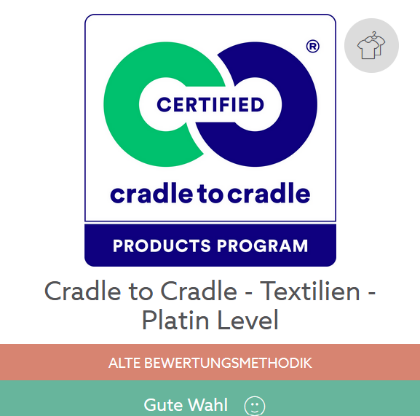 ®
CERTIFIED
cradle to cradle
PRODUCTS PROGRAM
Cradle to Cradle - Textilien -
Platin Level
ALTE BEWERTUNGSMETHODIK
Gute Wahl